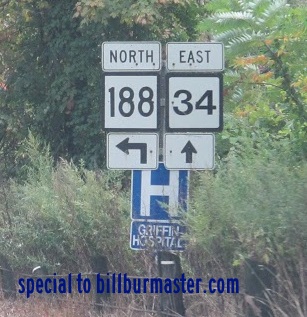 NORTH EAST
188 34
H
GRIFFIN
HOSPITAL
special to billburmaster.com